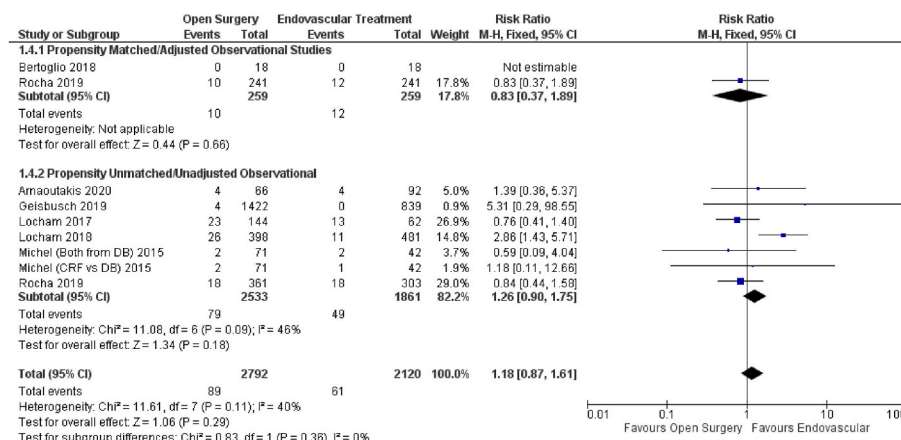 Open Surgery Endovascular Treatment Risk Ratio Risk Ratio
Study or Subgroup Events Total Events Total Weight M-H, Fixed, 95% CI M-H, Fixed, 95% CI
1.4.1 Propensity Matched/Adjusted Observational Studies
Bertoglio 2018 0 18 0 18 Not estimable
Rocha 2019 10 241 12 241 17.8% 0.83 [0.37, 1.89]
Subtotal (95% CI) 259 259 17.8% 0.83 [0.37, 1.89]
Total events 10 12
Heterogeneity: Not applicable
Test for overall effect: Z = 0.44 (P = 0.66)
1.4.2 Propensity Unmatched/Unadjusted Observational
Arnaoutakis 2020 4 66 4 92 5.0% 1.39 [0.36, 5.37]
Geisbusch 2019 4 1422 0 839 0.9% 5.31 [0.29, 98.55]
Locham 2017 23 144 13 62 26.9% 0.76 [0.41, 1.40]
Locham 2018 26 398 11 481 14.8% 2.86 [1.43, 5.71]
Michel (Both from DB) 2015 2 71 2 42 3.7% 0.59 [0.09, 4.04]
Michel (CRF vs DB) 2015 2 71 1 42 1.9% 1.18 [0.11, 12.66]
Rocha 2019 18 361 18 303 29.0% 0.84 [0.44, 1.58]
Subtotal (95% CI) 2533 1861 82.2% 1.26 [0.90, 1.75]
Total events 79 49
Heterogeneity: Chi² = 11.08, df = 6 (P = 0.09); I² = 46%
Test for overall effect: Z = 1.34 (P = 0.18)
Total (95% CI) 2792 2120 100.0% 1.18 [0.87, 1.61]
Total events 89 61
Heterogeneity: Chi² = 11.61, df = 7 (P = 0.11); I² = 40%
Test for overall effect: Z = 1.06 (P = 0.29)
Test for subgroup differences: Chi² = 0.83, df = 1 (P = 0.36), I² = 0%
0.01 0.1 1 10 100
Favours Open Surgery Favours Endovascular